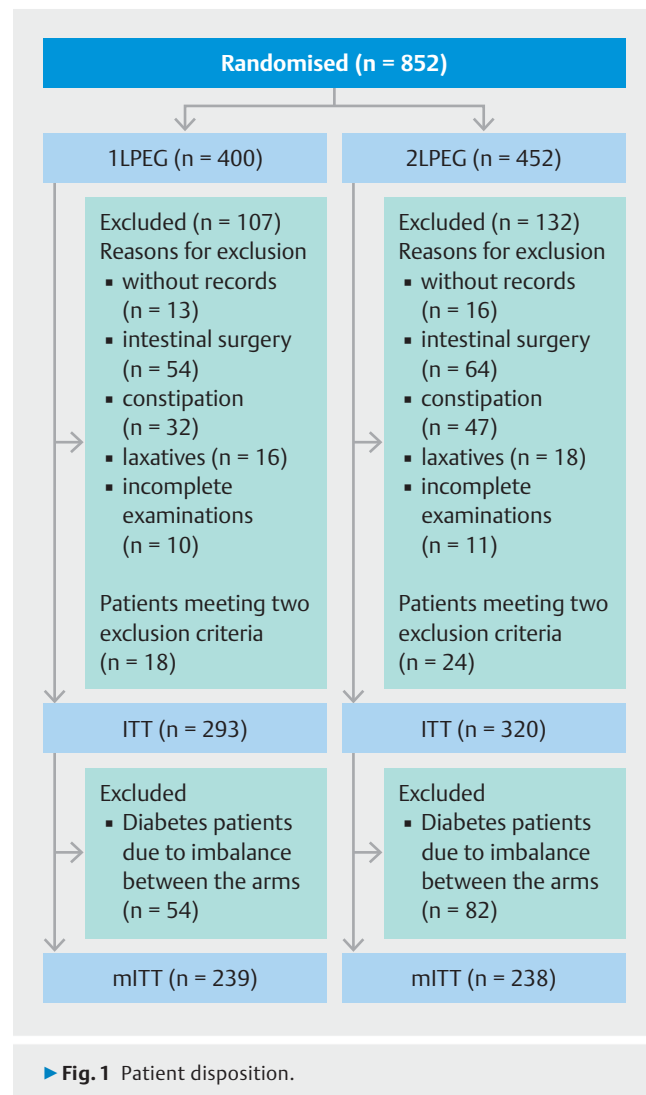 Randomised (n = 852)
1LPEG (n = 400)
2LPEG (n = 452)
Excluded (n = 107)
Reasons for exclusion
▪ without records
(n = 13)
▪ intestinal surgery
(n = 54)
▪ constipation
(n = 32)
▪ laxatives (n = 16)
▪ incomplete
examinations
(n = 10)
Patients meeting two
exclusion criteria
(n = 18)
Excluded (n = 132)
Reasons for exclusion
▪ without records
(n = 16)
▪ intestinal surgery
(n = 64)
▪ constipation
(n = 47)
▪ laxatives (n = 18)
▪ incomplete
examinations
(n = 11)
Patients meeting two
exclusion criteria
(n = 24)
ITT (n = 293)
ITT (n = 320)
Excluded
▪ Diabetes patients
due to imbalance
between the arms
(n = 54)
Excluded
▪ Diabetes patients
due to imbalance
between the arms
(n = 82)
mITT (n = 239)
mITT (n = 238)
▶ Fig. 1 Patient disposition.